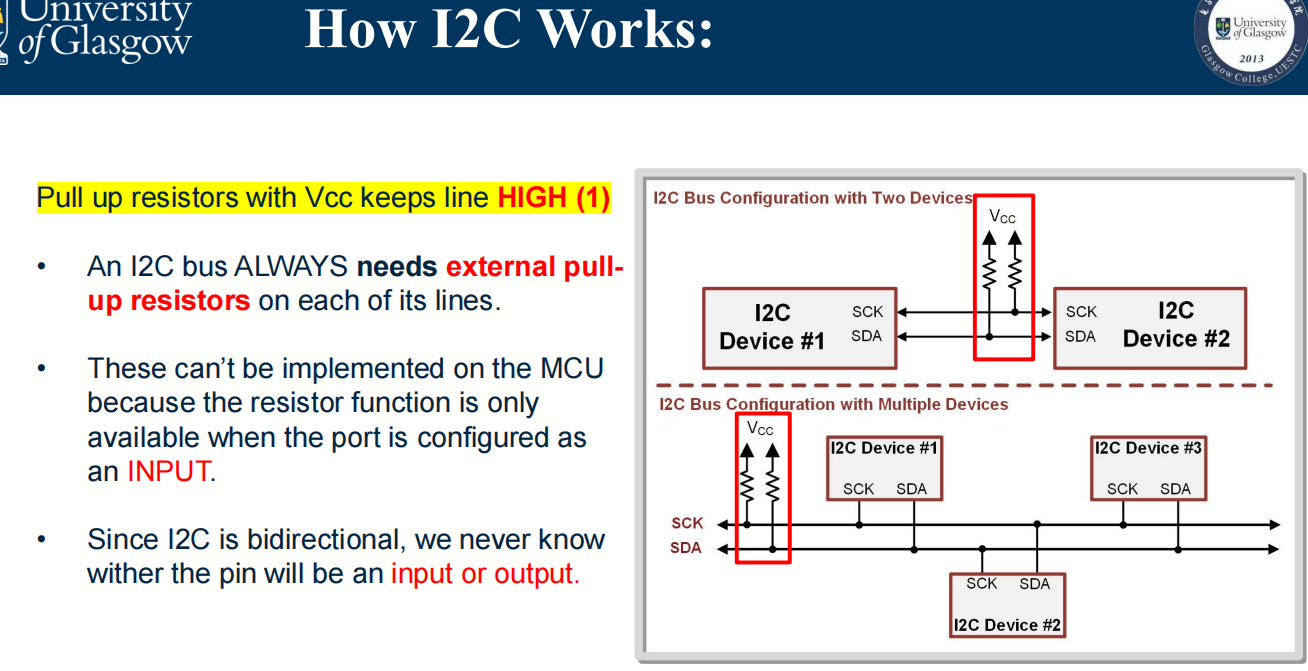 University
of Glasgow
How I2C Works:
University
of Glasgow
2013
Glasgow College, UESTC
Pull up resistors with Vcc keeps line HIGH (1)
• An I2C bus ALWAYS needs external pull-
up resistors on each of its lines.
• These can’t be implemented on the MCU
because the resistor function is only
available when the port is configured as
an INPUT.
• Since I2C is bidirectional, we never know
wither the pin will be an input or output.
I2C Bus Configuration with Two Devices
VCC
I2C
Device #1
SCK
SDA
SCK
SDA
I2C
Device #2
I2C Bus Configuration with Multiple Devices
VCC
I2C Device #1
SCK SDA
I2C Device #3
SCK SDA
SCK
SDA
SCK SDA
I2C Device #2